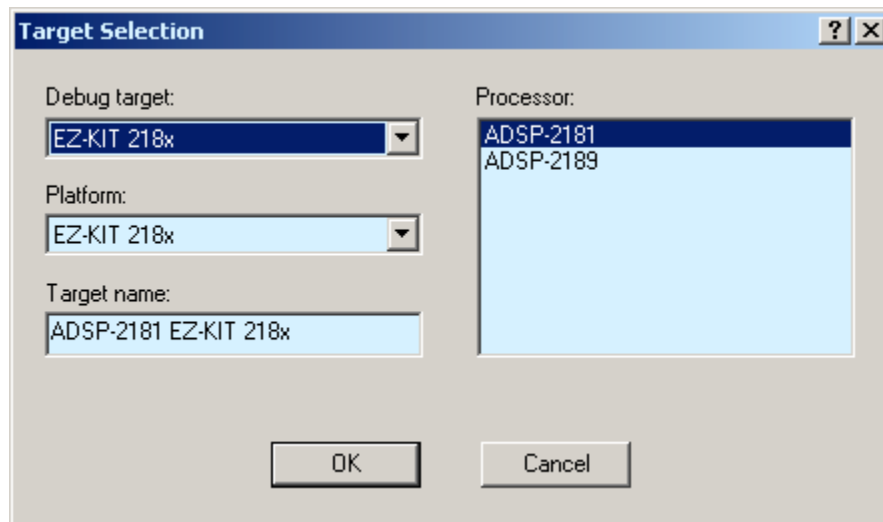 Target Selection
Debug target:
EZ-KIT 218x
Platform:
EZ-KIT 218x
Target name:
ADSP-2181 EZ-KIT 218x
Processor:
ADSP-2181
ADSP-2189
OK
Cancel